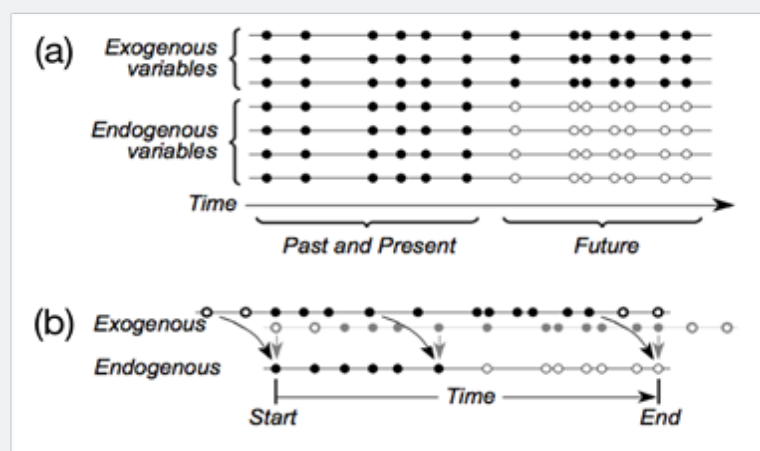 (a)
Exogenous
variables
Endogenous
variables
Time
Past and Present
Future
(b)
Exogenous
Endogenous
Time
Start
End